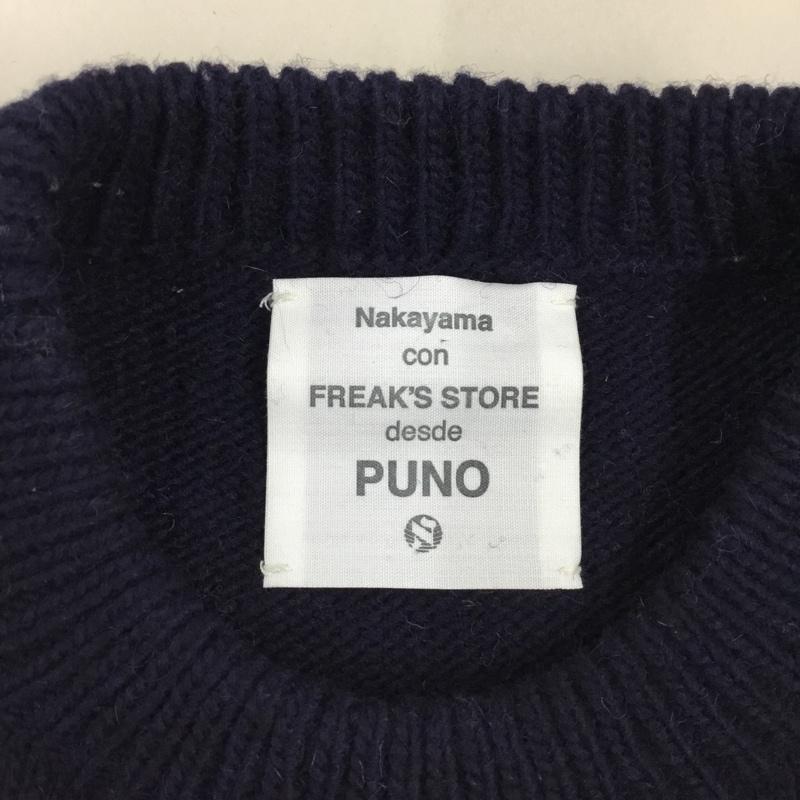 Nakayama
con
FREAK'S STORE
desde
PUNO
S